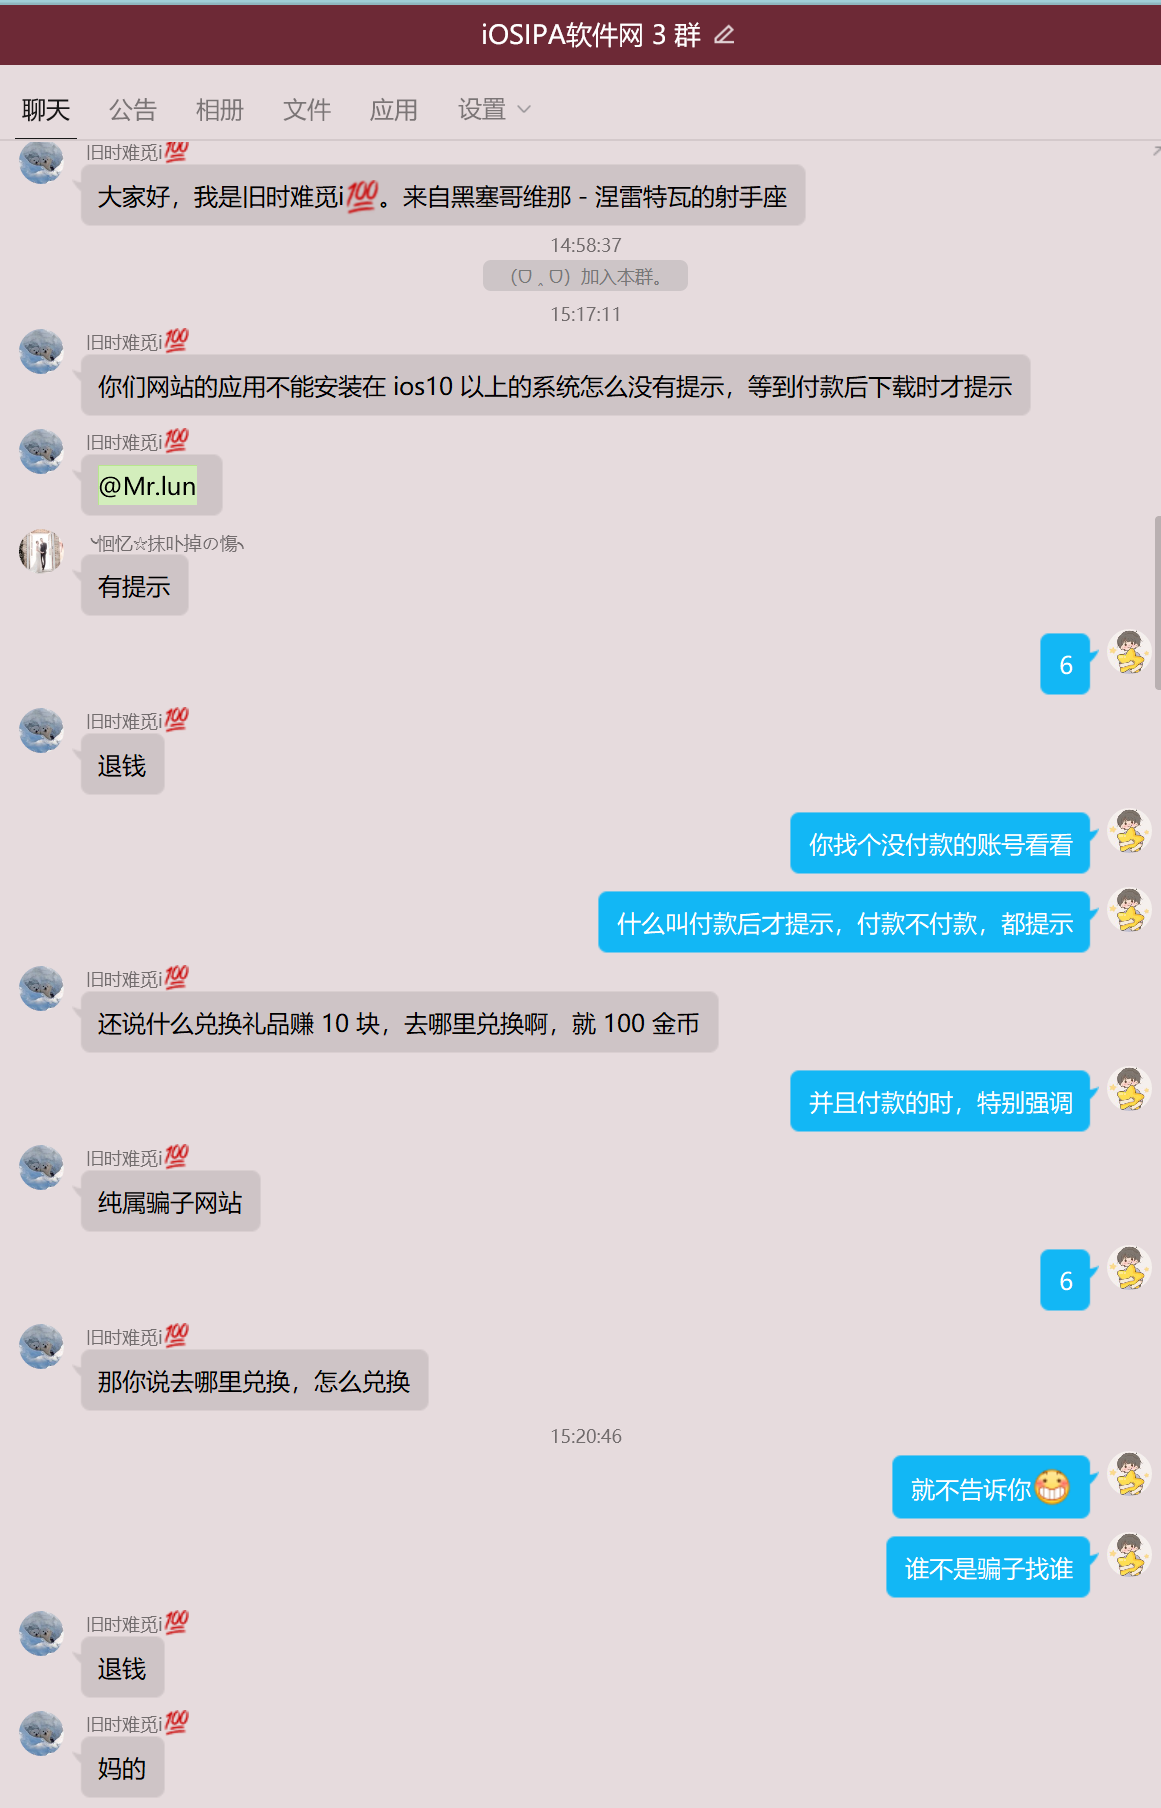 iOSIPA软件网 3 群
聊天 公告 相册 文件 应用 设置
旧时难觅i💯
大家好，我是旧时难觅i💯。来自黑塞哥维那 - 涅雷特瓦的射手座
14:58:37
（ᗜ ‸ ᗜ）加入本群。
15:17:11
旧时难觅i💯
你们网站的应用不能安装在 ios10 以上的系统怎么没有提示，等到付款后下载时才提示
旧时难觅i💯
@Mr.lun
╰恛忆☆抹卟掉の慯╮
有提示
6
旧时难觅i💯
退钱
你找个没付款的账号看看
什么叫付款后才提示，付款不付款，都提示
旧时难觅i💯
还说什么兑换礼品赚 10 块，去哪里兑换啊，就 100 金币
并且付款的时，特别强调
旧时难觅i💯
纯属骗子网站
6
旧时难觅i💯
那你说去哪里兑换，怎么兑换
15:20:46
就不告诉你😁
谁不是骗子找谁
旧时难觅i💯
退钱
旧时难觅i💯
妈的